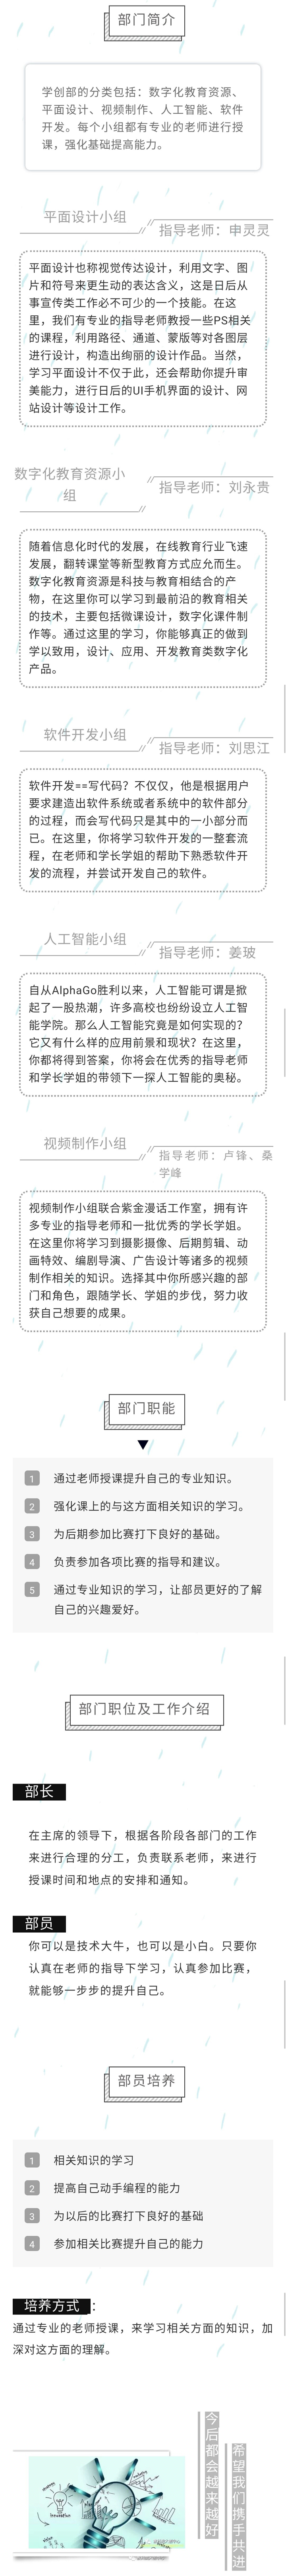 部门简介
学创部的分类包括：数字化教育资源、
平面设计、视频制作、人工智能、软件
开发。每个小组都有专业的老师进行授
课，强化基础提高能力。
平面设计小组
指导老师：申灵灵
平面设计也称视觉传达设计，利用文字、图
片和符号来更生动的表达含义，这是日后从
事宣传类工作必不可少的一个技能。在这
里，我们有专业的指导老师教授一些PS相关
的课程，利用路径、通道、蒙版等对各图层
进行设计，构造出绚丽的设计作品。当然，
学习平面设计不仅于此，还会帮助你提升审
美能力，进行日后的UI手机界面的设计、网
站设计等设计工作。
数字化教育资源小
组
指导老师：刘永贵
随着信息化时代的发展，在线教育行业飞速
发展，翻转课堂等新型教育方式应允而生。
数字化教育资源是科技与教育相结合的产
物，在这里你可以学习到最前沿的教育相关
的技术，主要包括微课设计，数字化课件制
作等。通过这里的学习，你能够真正的做到
学以致用，设计、应用、开发教育类数字化
产品。
软件开发小组
指导老师：刘思江
软件开发==写代码？不仅仅，他是根据用户
要求建造出软件系统或者系统中的软件部分
的过程，而会写代码只是其中的一小部分而
已。在这里，你将学习软件开发的一整套流
程，在老师和学长学姐的帮助下熟悉软件开
发的流程，并尝试开发自己的软件。
人工智能小组
指导老师：姜玻
自从AlphaGo胜利以来，人工智能可谓是掀
起了一股热潮，许多高校也纷纷设立人工智
能学院。那么人工智能究竟是如何实现的？
它又有什么样的应用前景和现状？在这里，
你都将得到答案，你将会在优秀的指导老师
和学长学姐的带领下一探人工智能的奥秘。
视频制作小组
指导老师：卢锋、桑
学峰
视频制作小组联合紫金漫话工作室，拥有许
多专业的指导老师和一批优秀的学长学姐。
在这里你将学习到摄影摄像、后期剪辑、动
画特效、编剧导演、广告设计等诸多的视频
制作相关的知识。选择其中你所感兴趣的部
门和角色，跟随学长、学姐的步伐，努力收
获自己想要的成果。
部门职能
1 通过老师授课提升自己的专业知识。
2 强化课上的与这方面相关知识的学习。
3 为后期参加比赛打下良好的基础。
4 负责参加各项比赛的指导和建议。
5 通过专业知识的学习，让部员更好的了解
自己的兴趣爱好。
部门职位及工作介绍
部长
在主席的领导下，根据各阶段各部门的工作
来进行合理的分工，负责联系老师，来进行
授课时间和地点的安排和通知。
部员
你可以是技术大牛，也可以是小白。只要你
认真在老师的指导下学习，认真参加比赛，
就能够一步步的提升自己。
部员培养
1 相关知识的学习
2 提高自己动手编程的能力
3 为以后的比赛打下良好的基础
4 参加相关比赛提升自己的能力
培养方式：
通过专业的老师授课，来学习相关方面的知识，加
深对这方面的理解。
今后都会越来越好
希望我们携手共进